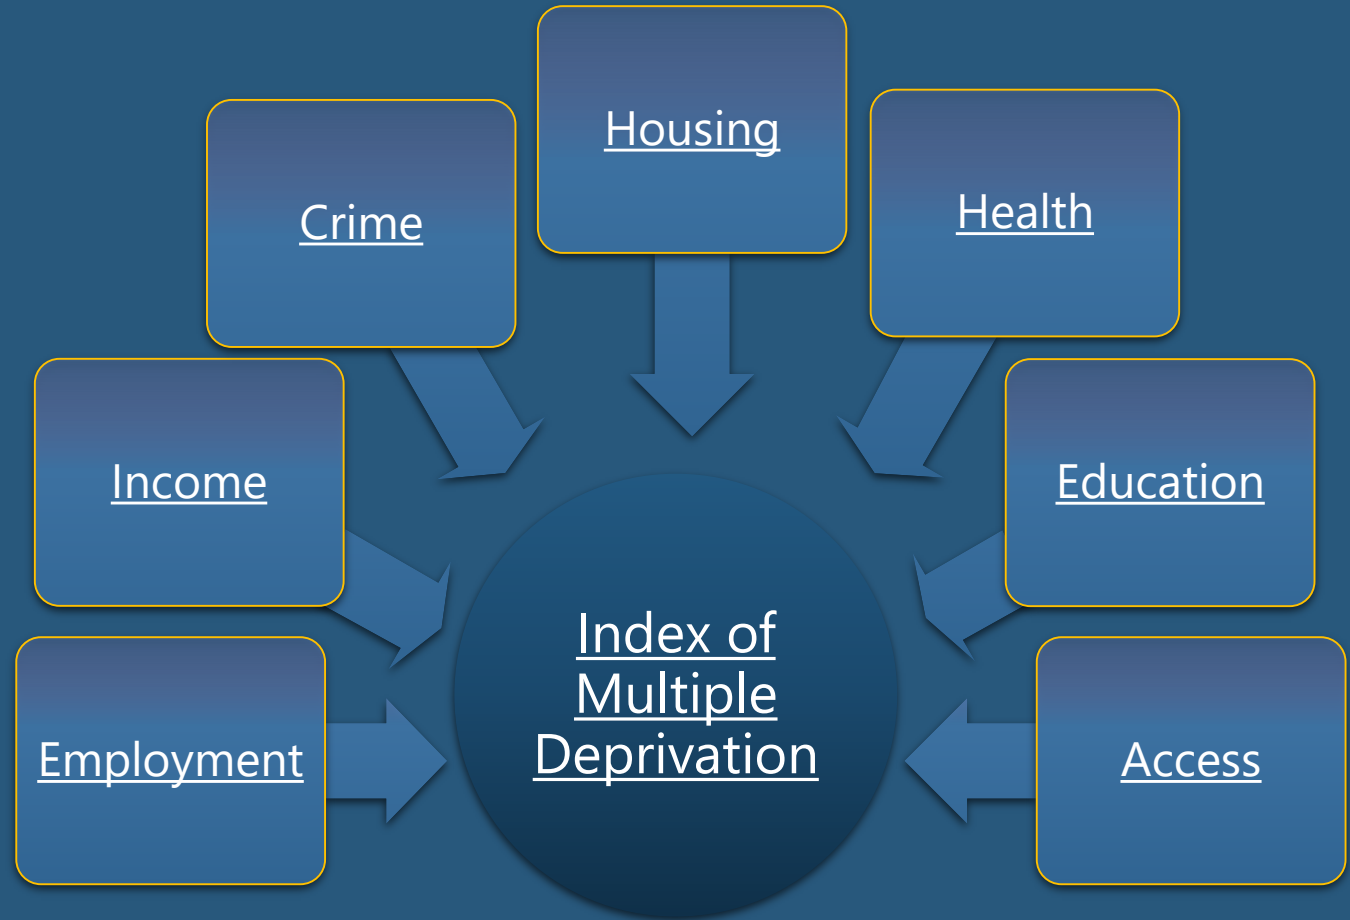 Housing
Health
Crime
Income
Education
Index of
Multiple
Deprivation
Employment
Access